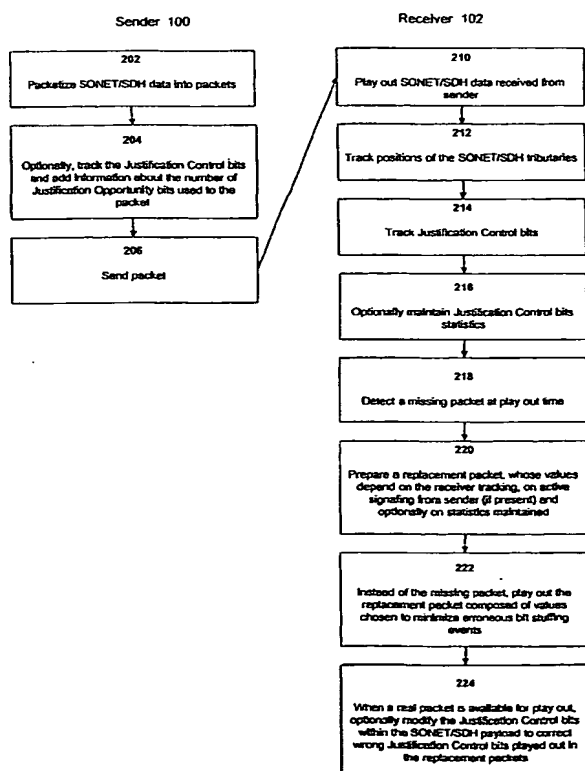 Sender 100
202
Packetize SONET/SDH data into packets
204
Optionally, track the Justification Control bits
and add information about the number of
Justification Opportunity bits used to the
packet
206
Send packet
Receiver 102
210
Play out SONET/SDH data received from
sender
212
Track positions of the SONET/SDH tributaries
214
Track Justification Control bits
216
Optionally maintain Justification Control bits
statistics
218
Detect a missing packet at play out time
220
Prepare a replacement packet, whose values
depend on the receiver tracking, on active
signaling from sender (if present) and
optionally on statistics maintained
222
Instead of the missing packet, play out the
replacement packet composed of values
chosen to minimize erroneous bit stuffing
events
224
When a real packet is available for play out,
optionally modify the Justification Control bits
within the SONET/SDH payload to correct
wrong Justification Control bits played out in
the replacement packets